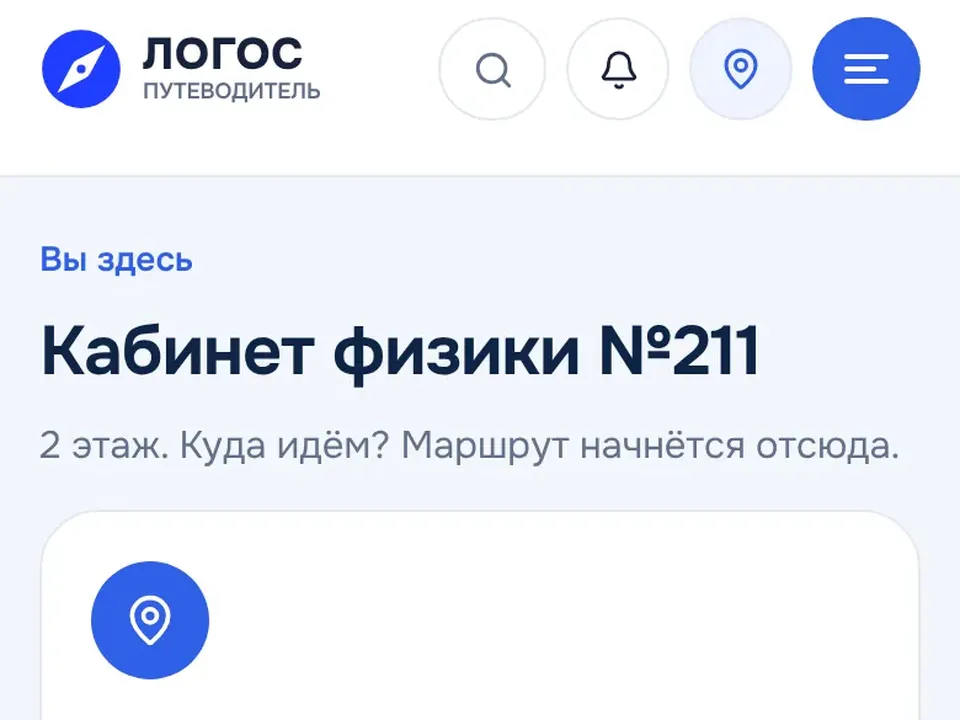 ЛОГОС
ПУТЕВОДИТЕЛЬ
Вы здесь
Кабинет физики №211
2 этаж. Куда идём? Маршрут начнётся отсюда.